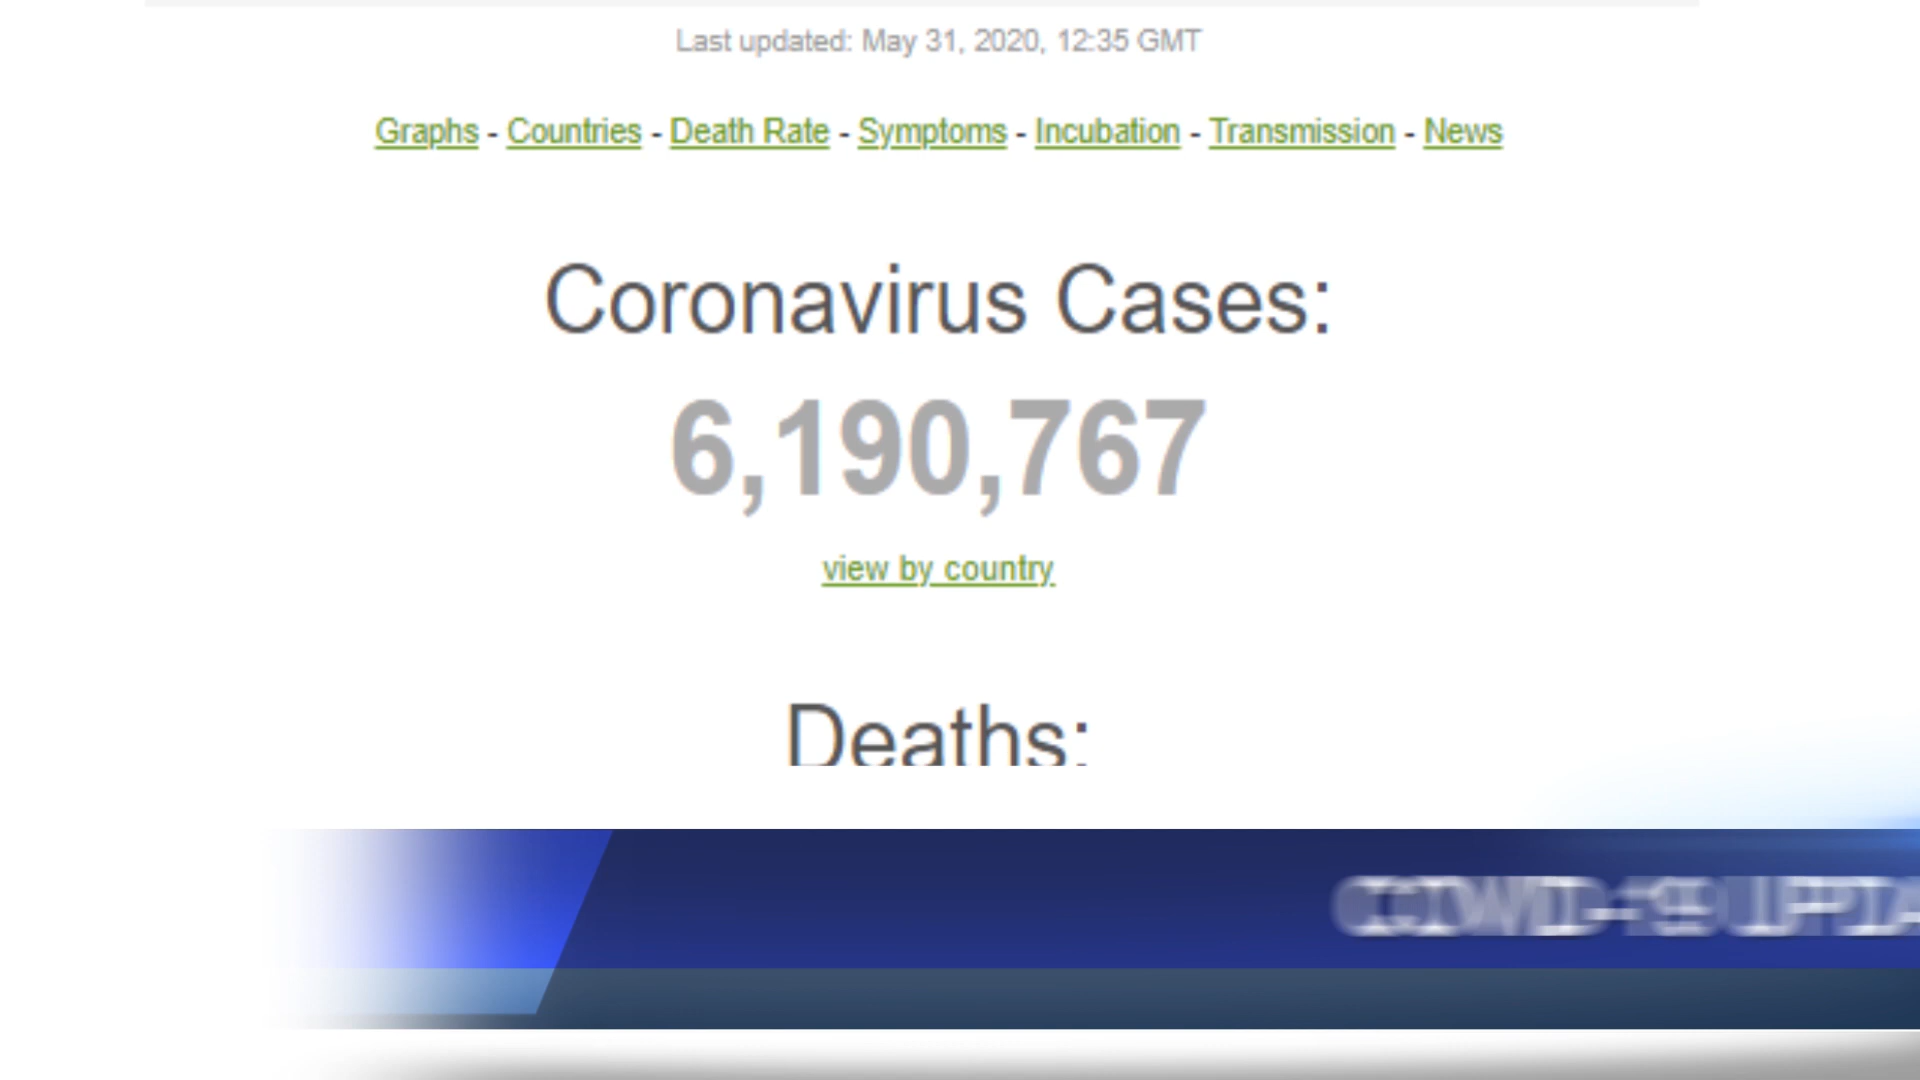 Last updated: May 31, 2020, 12:35 GMT
Graphs - Countries - Death Rate - Symptoms - Incubation - Transmission - News
Coronavirus Cases:
6,190,767
view by country
Deaths: